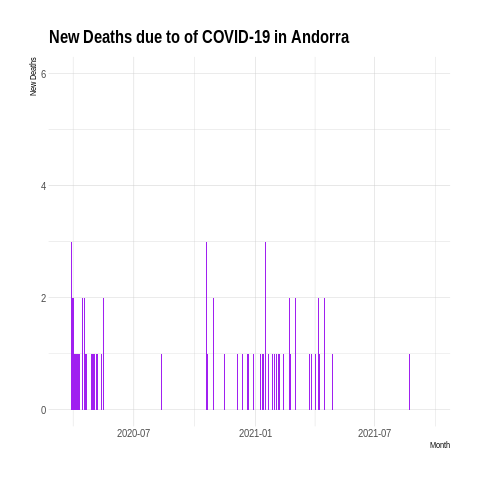 New Deaths due to of COVID-19 in Andorra
New Deaths
6
4
2
0
2020-07 2021-01 2021-07
Month